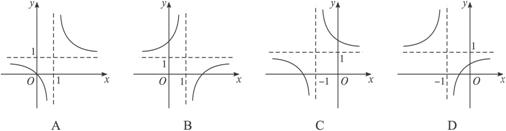 y y y y
1 1 1 1
O 1 x O 1 x −1 O x −1 O x
A B C D